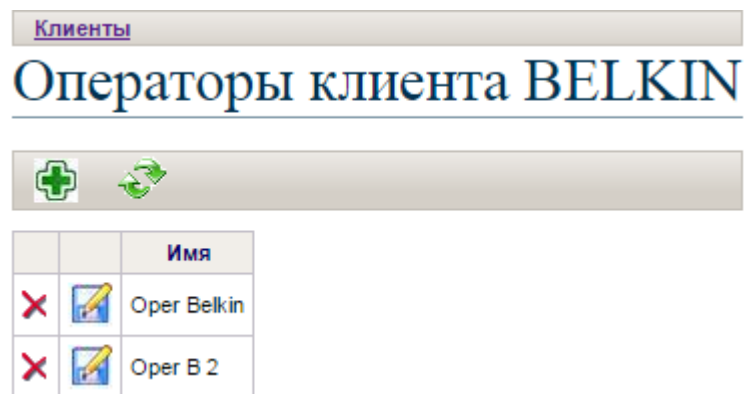 Клиенты
Операторы клиента BELKIN
Имя
Oper Belkin
Oper B 2